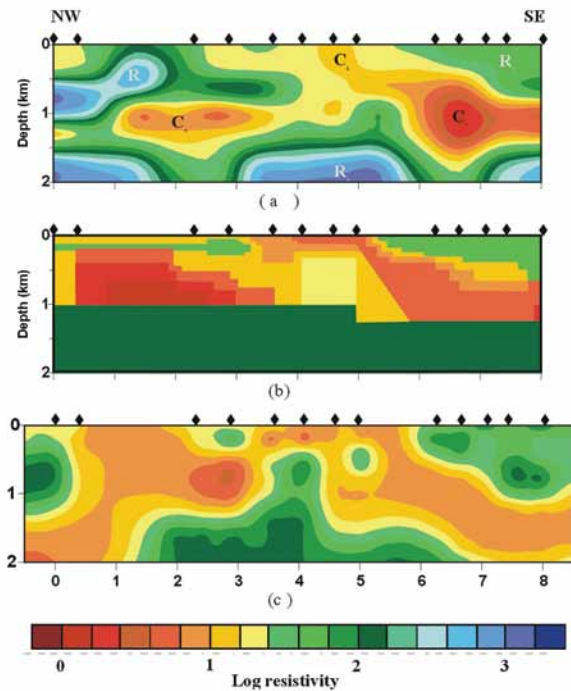 NW SE
0
R
C
R
Depth (km)
1
C
C
R
2
( a )
0
Depth (km)
1
2
(b)
0
1
2
0 1 2 3 4 5 6 7 8
(c )
0 1 2 3
Log resistivity